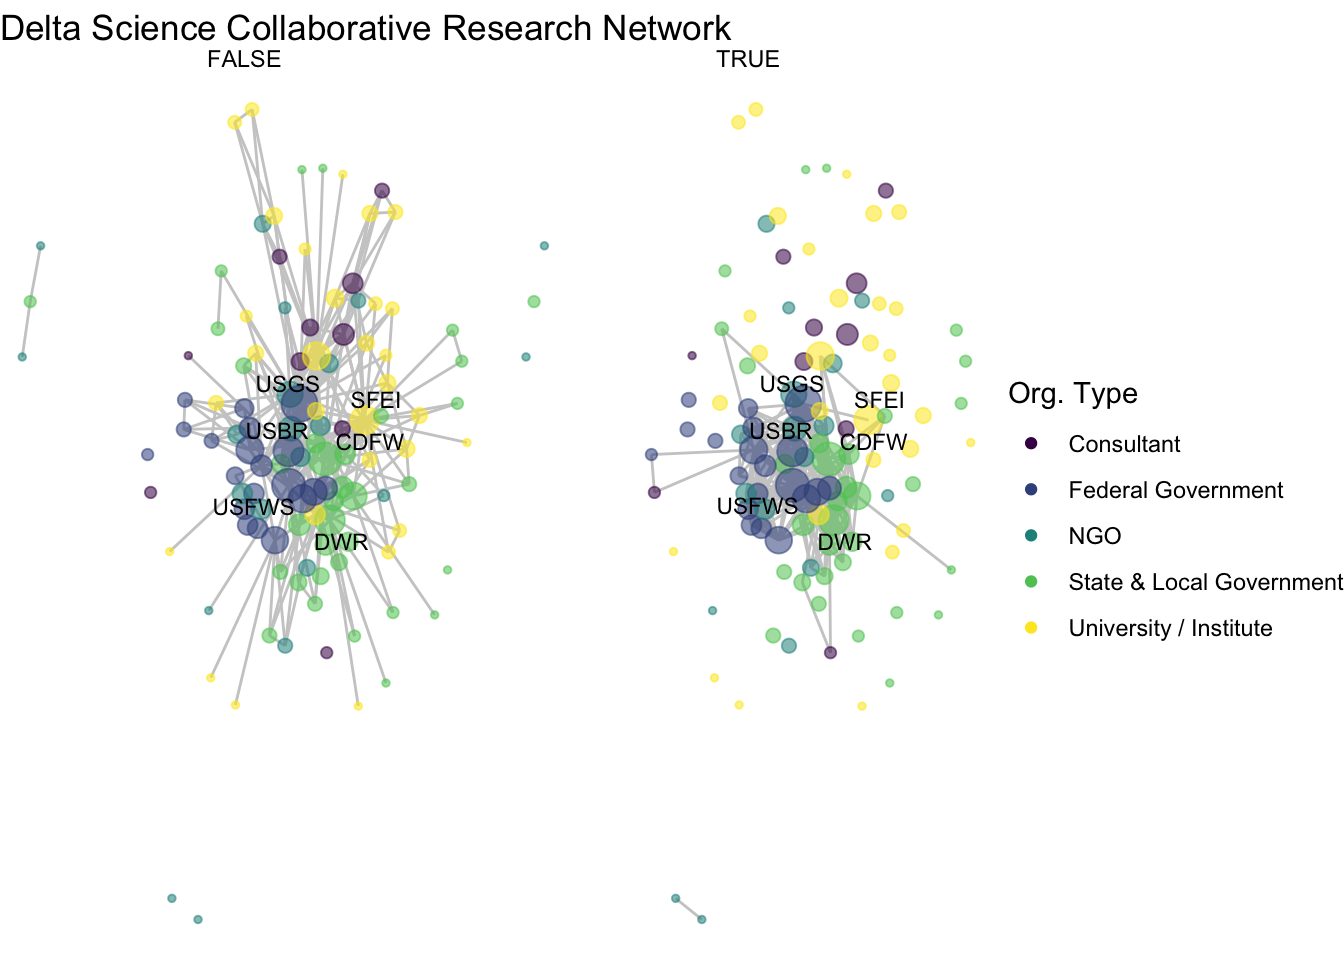 Delta Science Collaborative Research Network
FALSE
TRUE
USGS
SFEI
USBR
CDFW
USFWS
DWR
USGS
SFEI
USBR
CDFW
USFWS
DWR
Org. Type
Consultant
Federal Government
NGO
State & Local Government
University / Institute